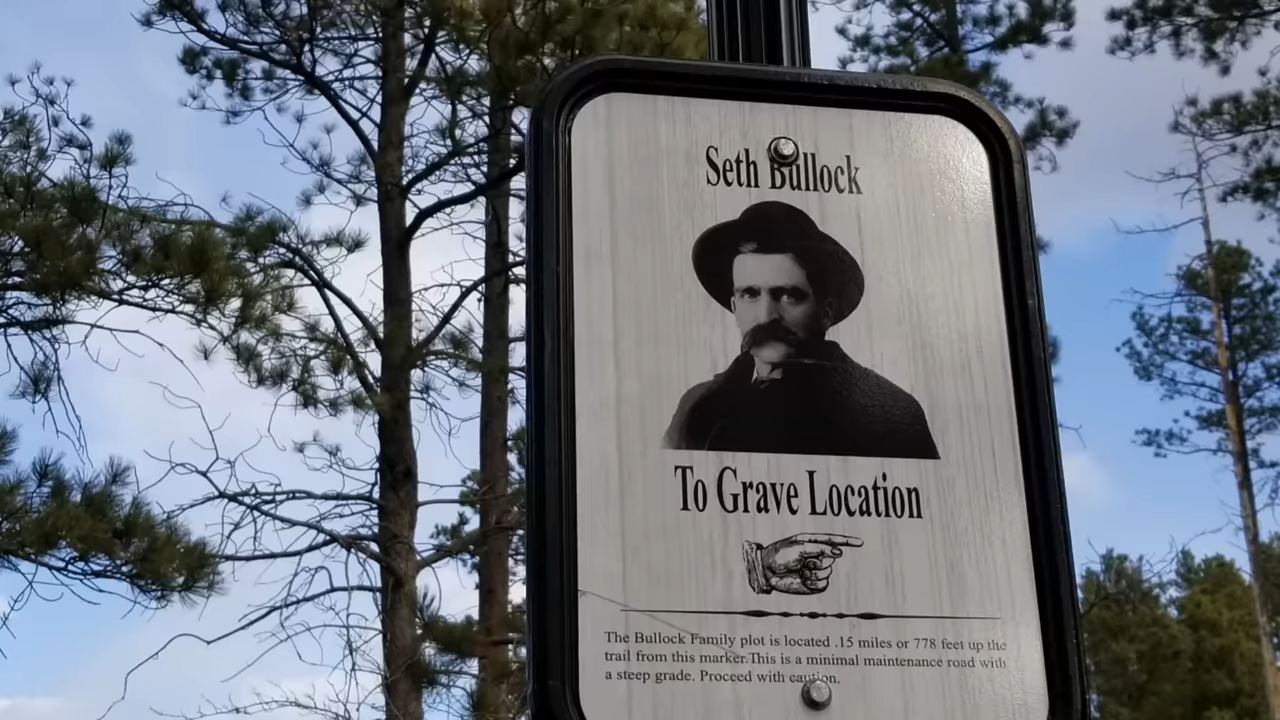 Seth Bullock
To Grave Location
The Bullock Family plot is located .15 miles or 778 feet up the
trail from this marker.This is a minimal maintenance road with
a steep grade. Proceed with caution.